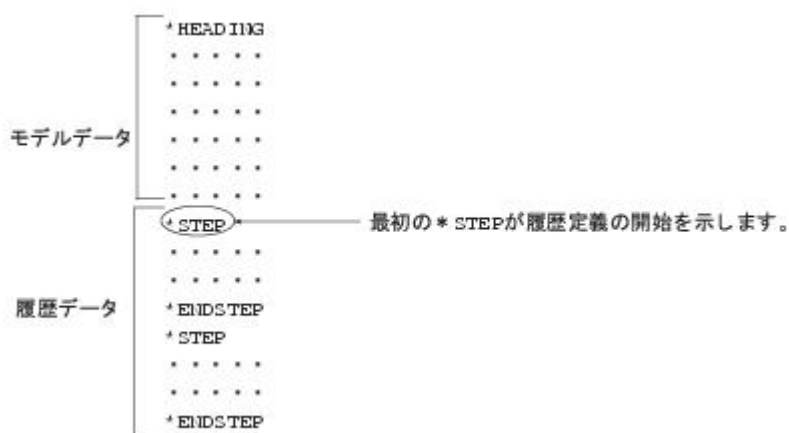 *HEADING
. . . . .
. . . . .
. . . . .
モデルデータ
. . . . .
. . . . .
. . . . .
*STEP 最初の*STEPが履歴定義の開始を示します。
. . . . .
. . . . .
履歴データ
*ENDSTEP
*STEP
. . . . .
. . . . .
*ENDSTEP